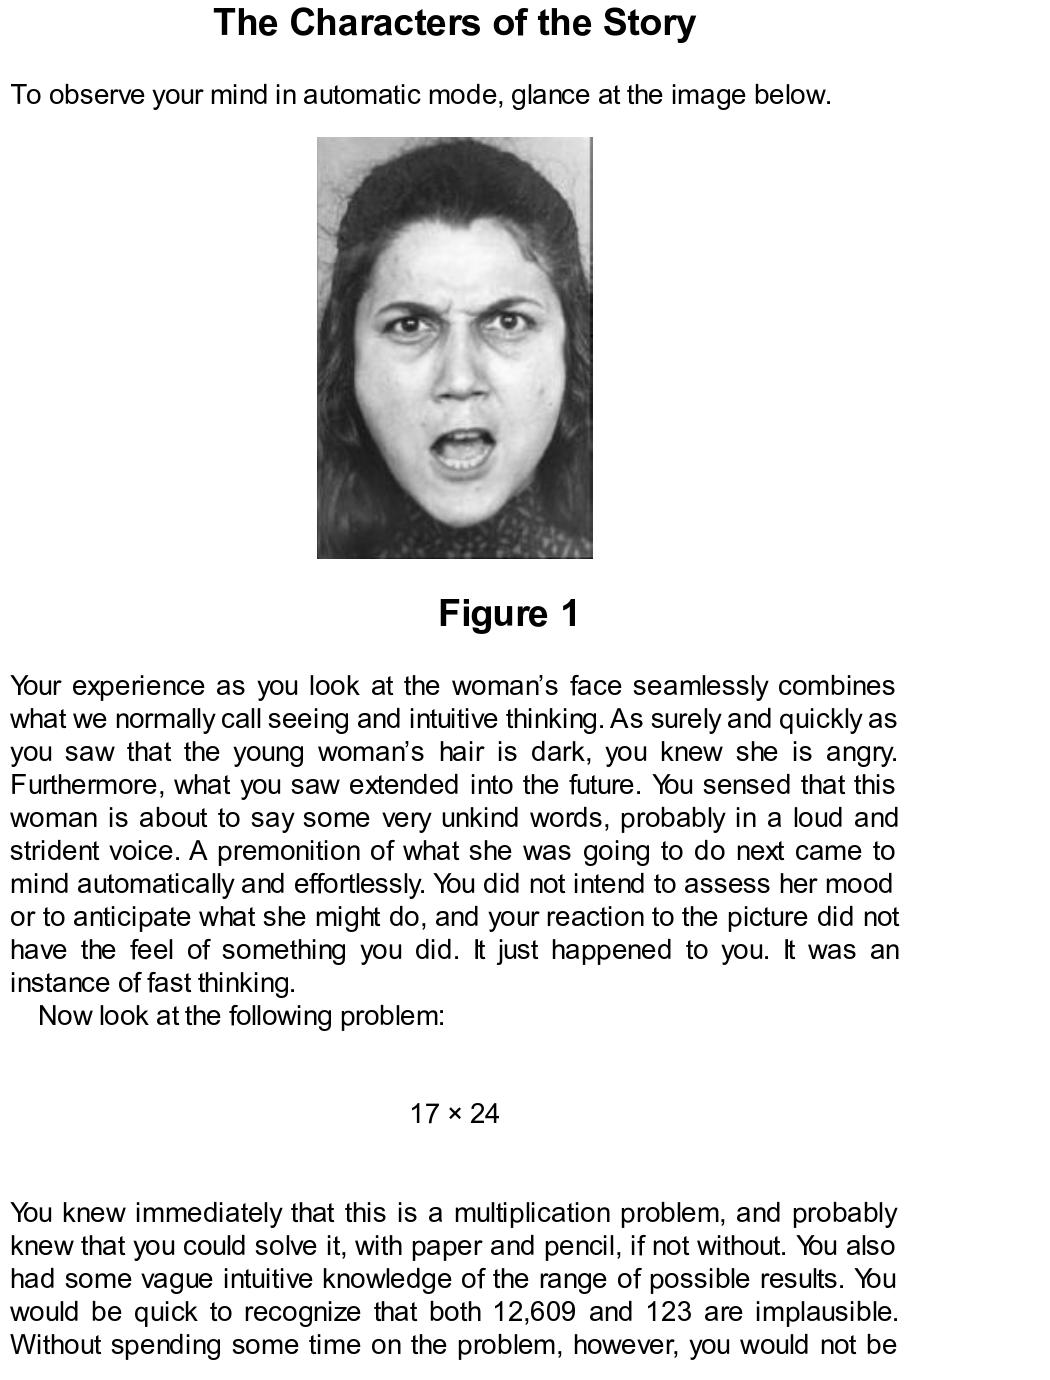 The Characters of the Story
To observe your mind in automatic mode, glance at the image below.
Figure 1
Your experience as you look at the woman’s face seamlessly combines
what we normally call seeing and intuitive thinking. As surely and quickly as
you saw that the young woman’s hair is dark, you knew she is angry.
Furthermore, what you saw extended into the future. You sensed that this
woman is about to say some very unkind words, probably in a loud and
strident voice. A premonition of what she was going to do next came to
mind automatically and effortlessly. You did not intend to assess her mood
or to anticipate what she might do, and your reaction to the picture did not
have the feel of something you did. It just happened to you. It was an
instance of fast thinking.
Now look at the following problem:
17 × 24
You knew immediately that this is a multiplication problem, and probably
knew that you could solve it, with paper and pencil, if not without. You also
had some vague intuitive knowledge of the range of possible results. You
would be quick to recognize that both 12,609 and 123 are implausible.
Without spending some time on the problem, however, you would not be